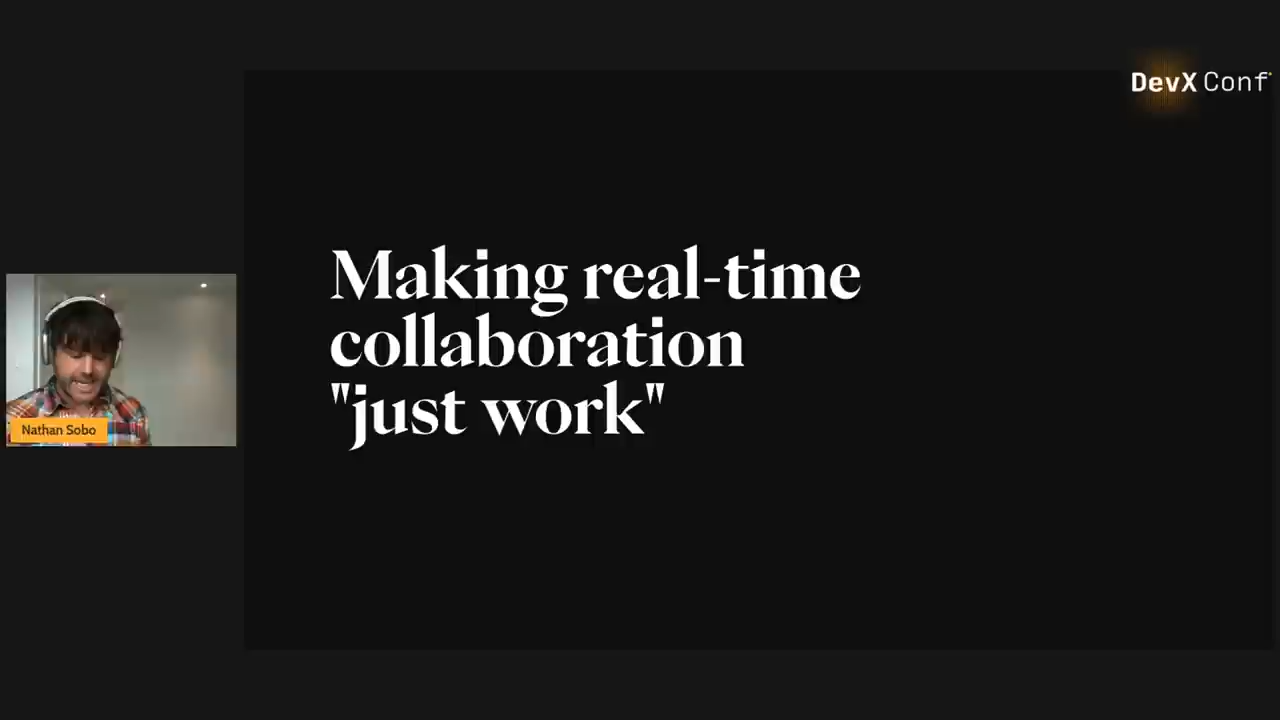 DevX Conf
Making real-time
collaboration
"just work"
Nathan Sobo